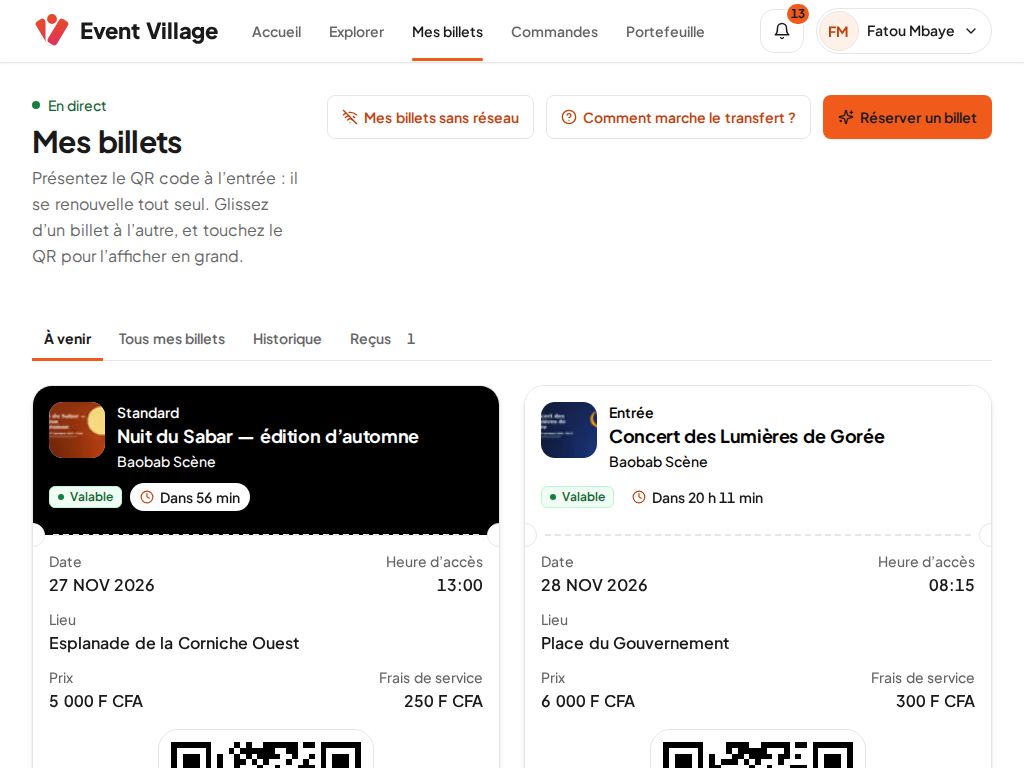 Event Village
Accueil
Explorer
Mes billets
Commandes
Portefeuille
13
FM
Fatou Mbaye
En direct
Mes billets
Présentez le QR code à l’entrée : il
se renouvelle tout seul. Glissez
d’un billet à l’autre, et touchez le
QR pour l’afficher en grand.
Mes billets sans réseau
Comment marche le transfert ?
Réserver un billet
À venir
Tous mes billets
Historique
Reçus 1
Standard
Nuit du Sabar — édition d’automne
Baobab Scène
Valable
Dans 56 min
Date
Heure d’accès
27 NOV 2026
13:00
Lieu
Esplanade de la Corniche Ouest
Prix
Frais de service
5 000 F CFA
250 F CFA
Entrée
Concert des Lumières de Gorée
Baobab Scène
Valable
Dans 20 h 11 min
Date
Heure d’accès
28 NOV 2026
08:15
Lieu
Place du Gouvernement
Prix
Frais de service
6 000 F CFA
300 F CFA